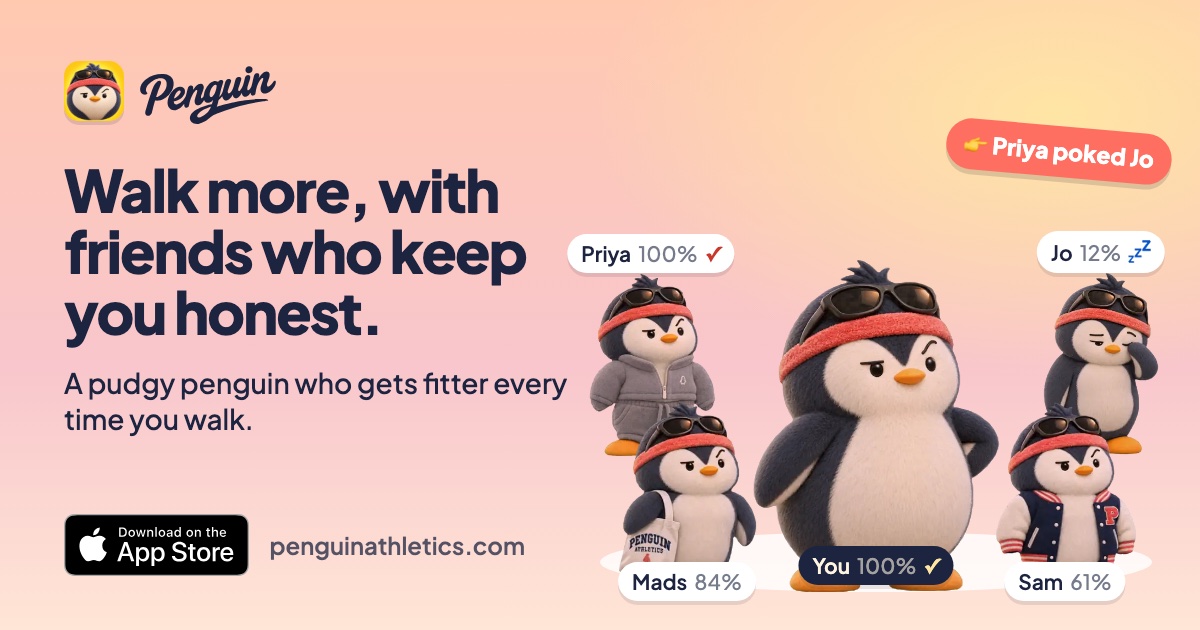 Penguin
Walk more, with
friends who keep
you honest.
A pudgy penguin who gets fitter every
time you walk.
Download on the
App Store
penguinathletics.com
👉 Priya poked Jo
Priya 100% ✓
Jo 12% 💤
PENGUIN
ATHLETICS
P
Mads 84%
You 100% ✓
Sam 61%